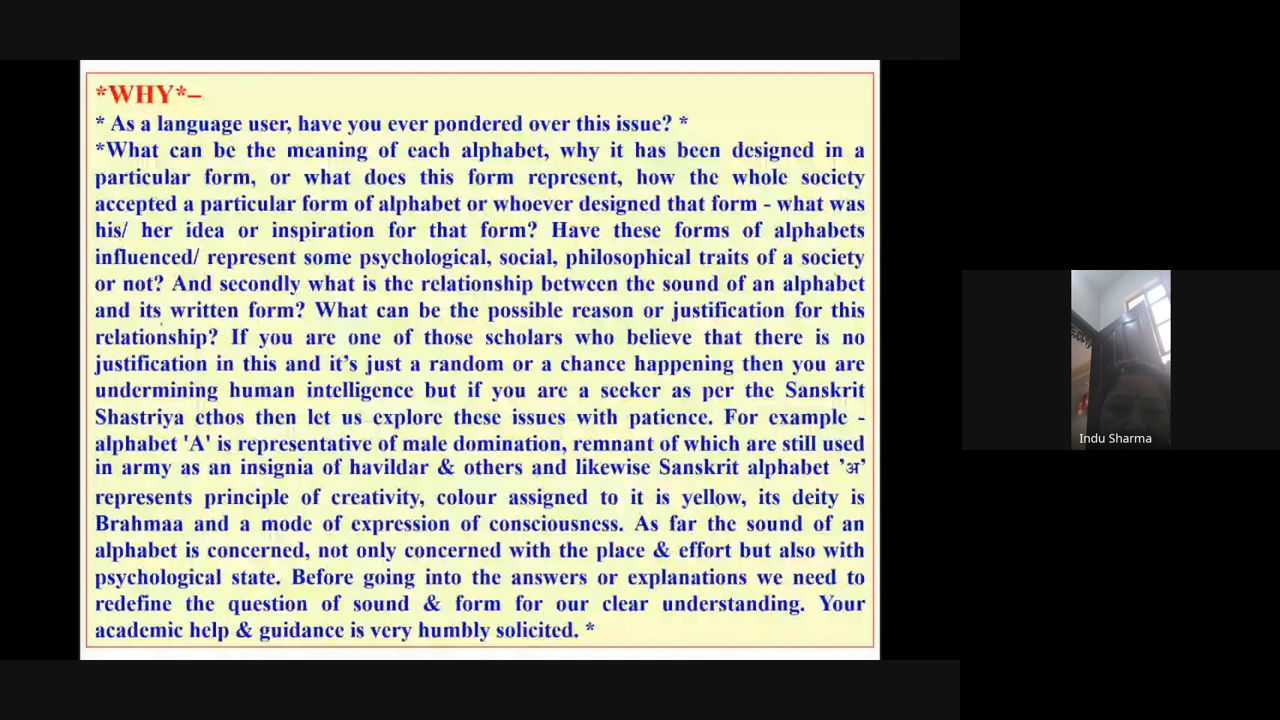 *WHY*–
* As a language user, have you ever pondered over this issue? *
*What can be the meaning of each alphabet, why it has been designed in a
particular form, or what does this form represent, how the whole society
accepted a particular form of alphabet or whoever designed that form - what was
his/ her idea or inspiration for that form? Have these forms of alphabets
influenced/ represent some psychological, social, philosophical traits of a society
or not? And secondly what is the relationship between the sound of an alphabet
and its written form? What can be the possible reason or justification for this
relationship? If you are one of those scholars who believe that there is no
justification in this and it’s just a random or a chance happening then you are
undermining human intelligence but if you are a seeker as per the Sanskrit
Shastriya ethos then let us explore these issues with patience. For example -
alphabet 'A' is representative of male domination, remnant of which are still used
in army as an insignia of havildar & others and likewise Sanskrit alphabet ’अ’
represents principle of creativity, colour assigned to it is yellow, its deity is
Brahmaa and a mode of expression of consciousness. As far the sound of an
alphabet is concerned, not only concerned with the place & effort but also with
psychological state. Before going into the answers or explanations we need to
redefine the question of sound & form for our clear understanding. Your
academic help & guidance is very humbly solicited. *
Indu Sharma